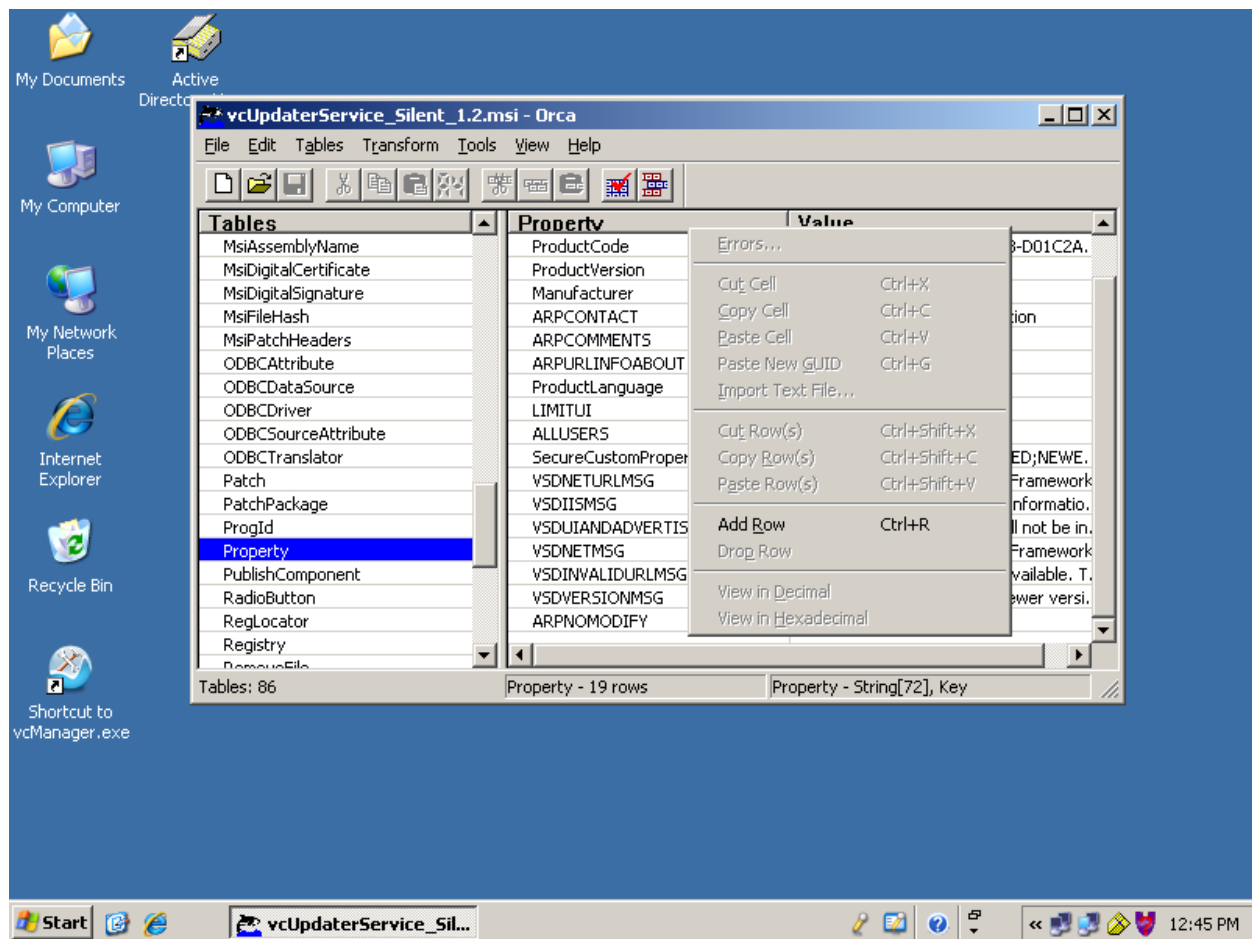 My Documents
Active
Directo
My Computer
My Network
Places
Internet
Explorer
Recycle Bin
Shortcut to
vcManager.exe
vcUpdaterService_Silent_1.2.msi - Orca
File Edit Tables Transform Tools View Help
Tables
MsiAssemblyName
MsiDigitalCertificate
MsiDigitalSignature
MsiFileHash
MsiPatchHeaders
ODBCAttribute
ODBCDataSource
ODBCDriver
ODBCSourceAttribute
ODBCTranslator
Patch
PatchPackage
ProgId
Property
PublishComponent
RadioButton
RegLocator
Registry
RemoveFile
Property Value
ProductCode 3-D01C2A.
ProductVersion
Manufacturer
ARPCONTACT tion
ARPCOMMENTS
ARPURLINFOABOUT
ProductLanguage
LIMITUI
ALLUSERS
SecureCustomProper ED;NEWE.
VSDNETURLMSG Framework
VSDIISMSG nformatio.
VSDUIANDADVERTIS ll not be in.
VSDNETMSG Framework
VSDINVALIDURLMSG vailable. T.
VSDVERSIONMSG ewer versi.
ARPNOMODIFY
Errors...
Cut Cell Ctrl+X
Copy Cell Ctrl+C
Paste Cell Ctrl+V
Paste New GUID Ctrl+G
Import Text File...
Cut Row(s) Ctrl+Shift+X
Copy Row(s) Ctrl+Shift+C
Paste Row(s) Ctrl+Shift+V
Add Row Ctrl+R
Drop Row
View in Decimal
View in Hexadecimal
Tables: 86
Property - 19 rows
Property - String[72], Key
Start
vcUpdaterService_Sil...
12:45 PM